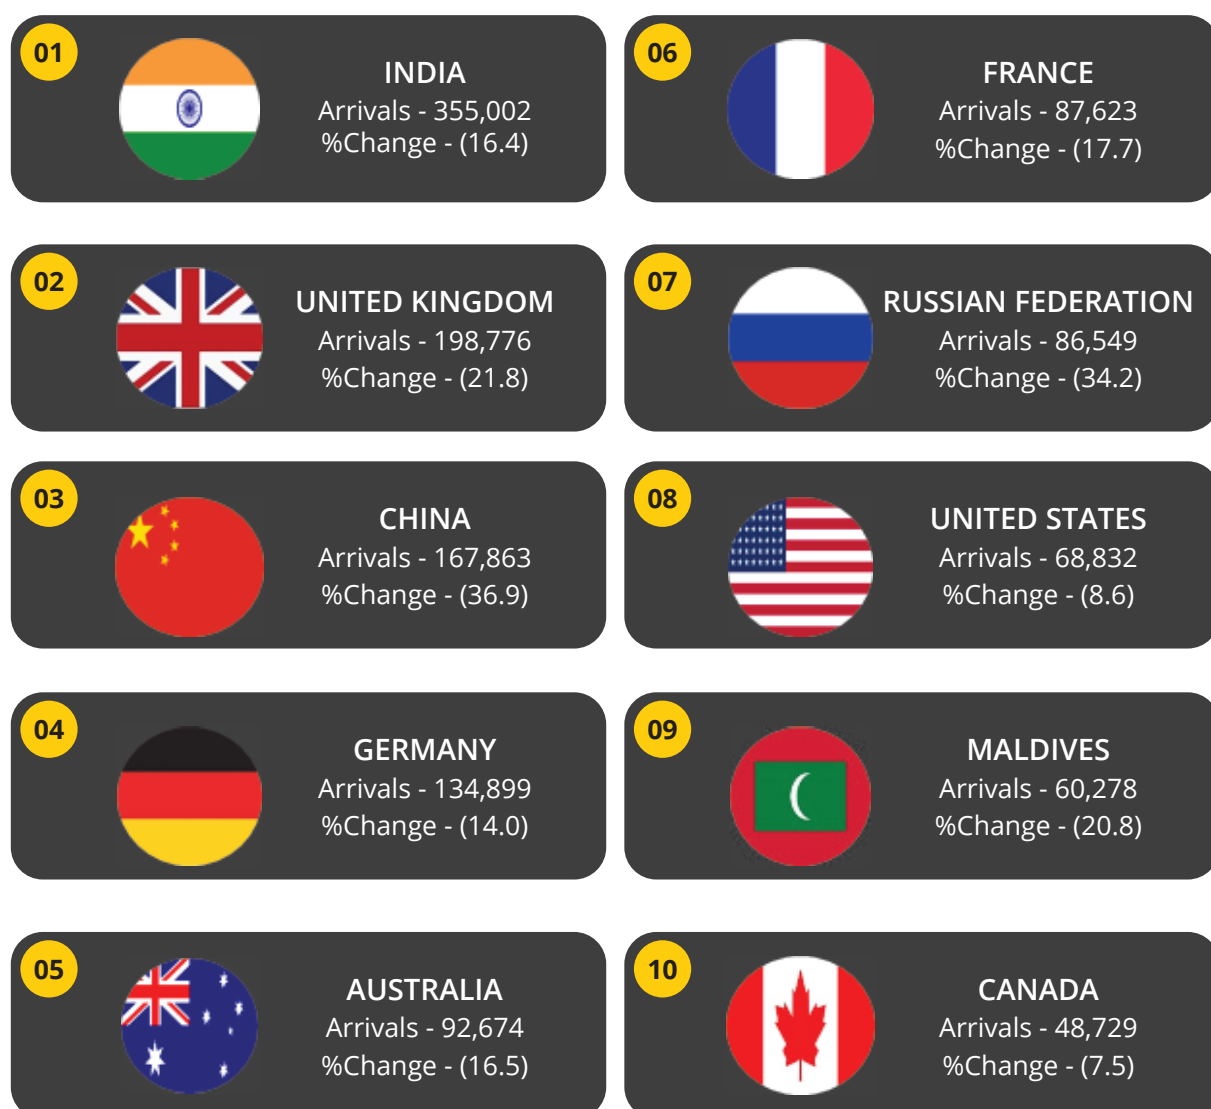 01
INDIA
Arrivals - 355,002
%Change - (16.4)
02
UNITED KINGDOM
Arrivals - 198,776
%Change - (21.8)
03
CHINA
Arrivals - 167,863
%Change - (36.9)
04
GERMANY
Arrivals - 134,899
%Change - (14.0)
05
AUSTRALIA
Arrivals - 92,674
%Change - (16.5)
06
FRANCE
Arrivals - 87,623
%Change - (17.7)
07
RUSSIAN FEDERATION
Arrivals - 86,549
%Change - (34.2)
08
UNITED STATES
Arrivals - 68,832
%Change - (8.6)
09
MALDIVES
Arrivals - 60,278
%Change - (20.8)
10
CANADA
Arrivals - 48,729
%Change - (7.5)